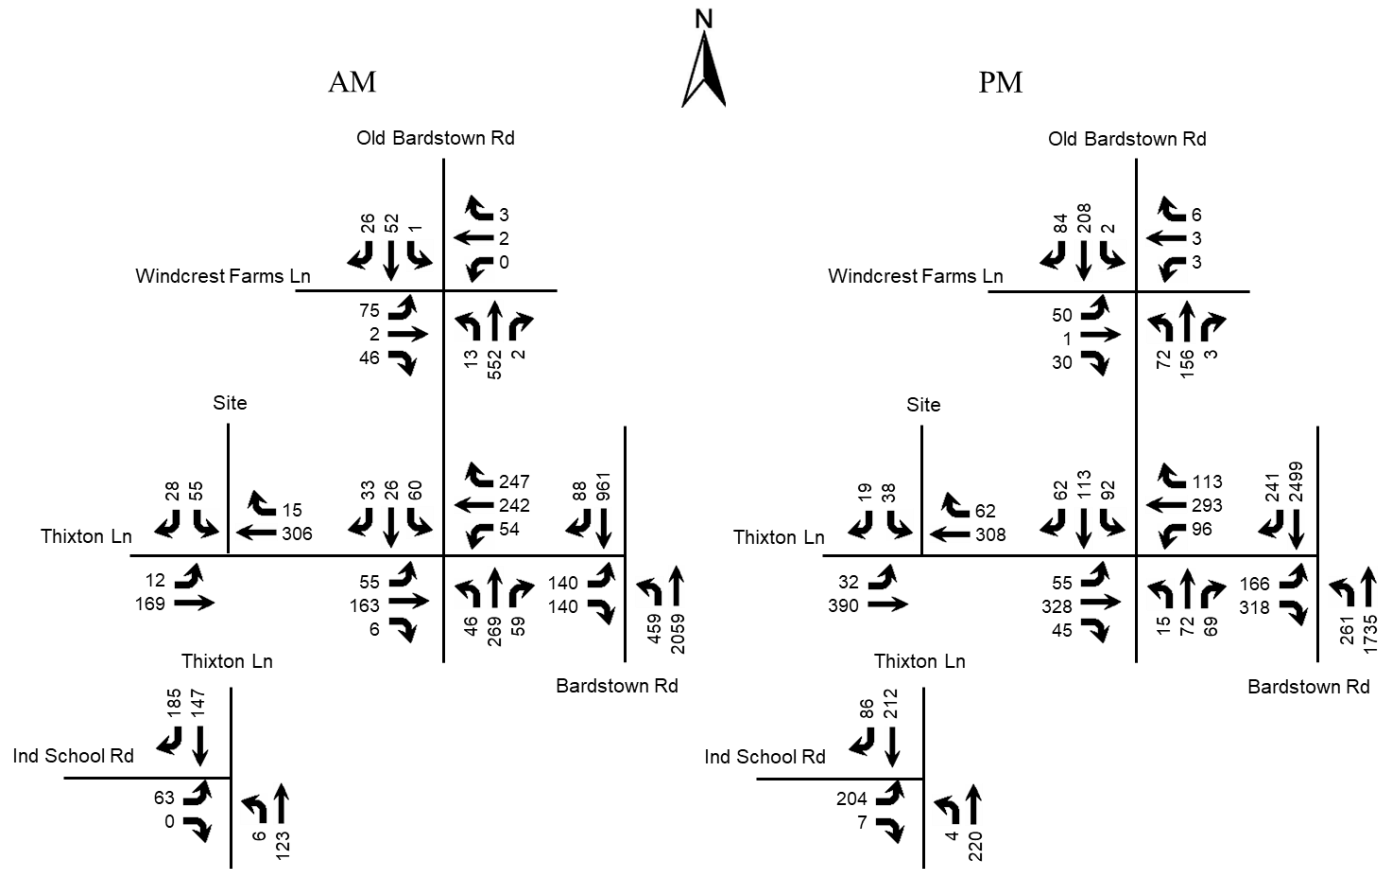 N
AM
PM
Old Bardstown Rd
26 52 1
3
2
0
Windcrest Farms Ln
75
2
46
13 552 2
Site
28 55
15
306
Thixton Ln
12
169
33 26 60
247
242
54
55
163
6
46 269 59
88 961
140
140
459 2059
Bardstown Rd
Thixton Ln
185 147
Ind School Rd
63
0
6 123
Old Bardstown Rd
84 208 2
6
3
3
Windcrest Farms Ln
50
1
30
72 156 3
Site
19 38
62
308
Thixton Ln
32
390
62 113 92
113
293
96
55
328
45
15 72 69
241 2499
166
318
261 1735
Bardstown Rd
Thixton Ln
86 212
Ind School Rd
204
7
4 220